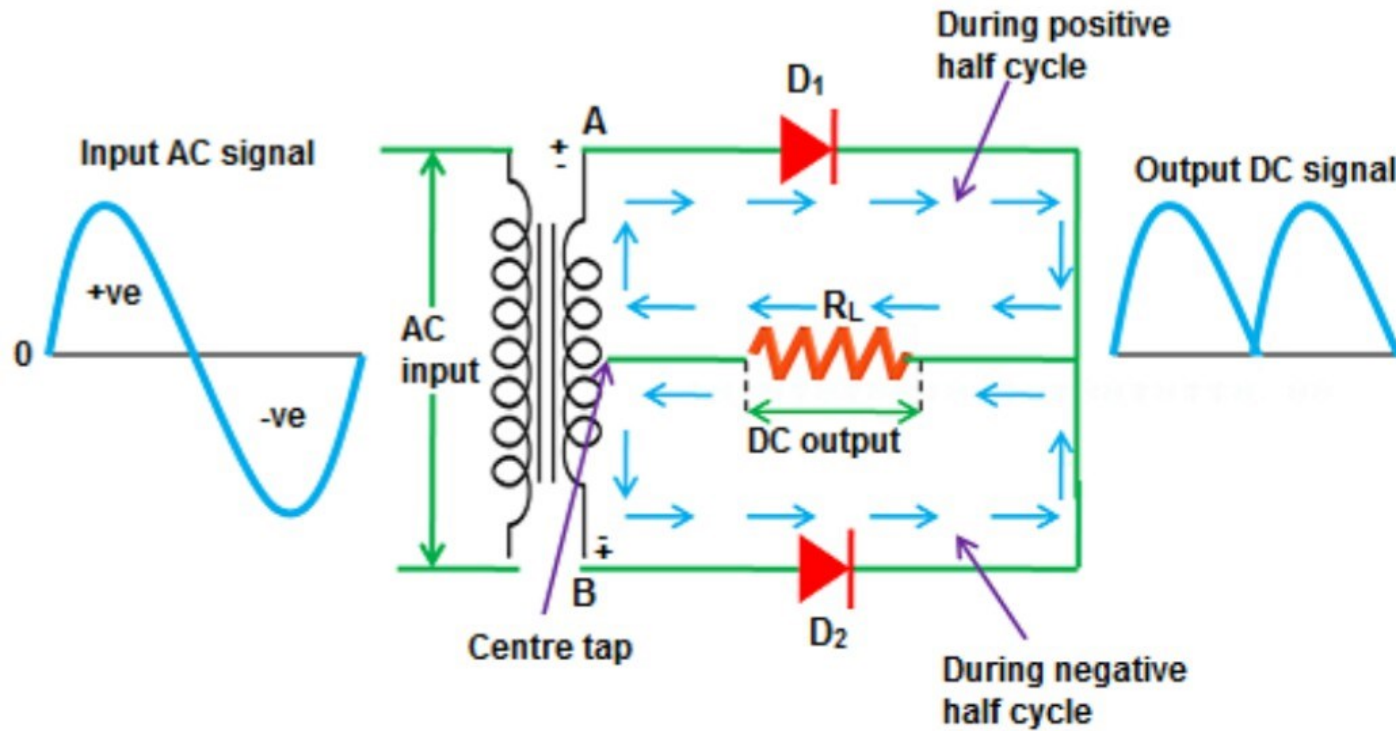 During positive
half cycle
D₁
A
+
-
Input AC signal
Output DC signal
+ve
R_L
AC
input
0
-ve
DC output
-
+
B
D₂
Centre tap
During negative
half cycle